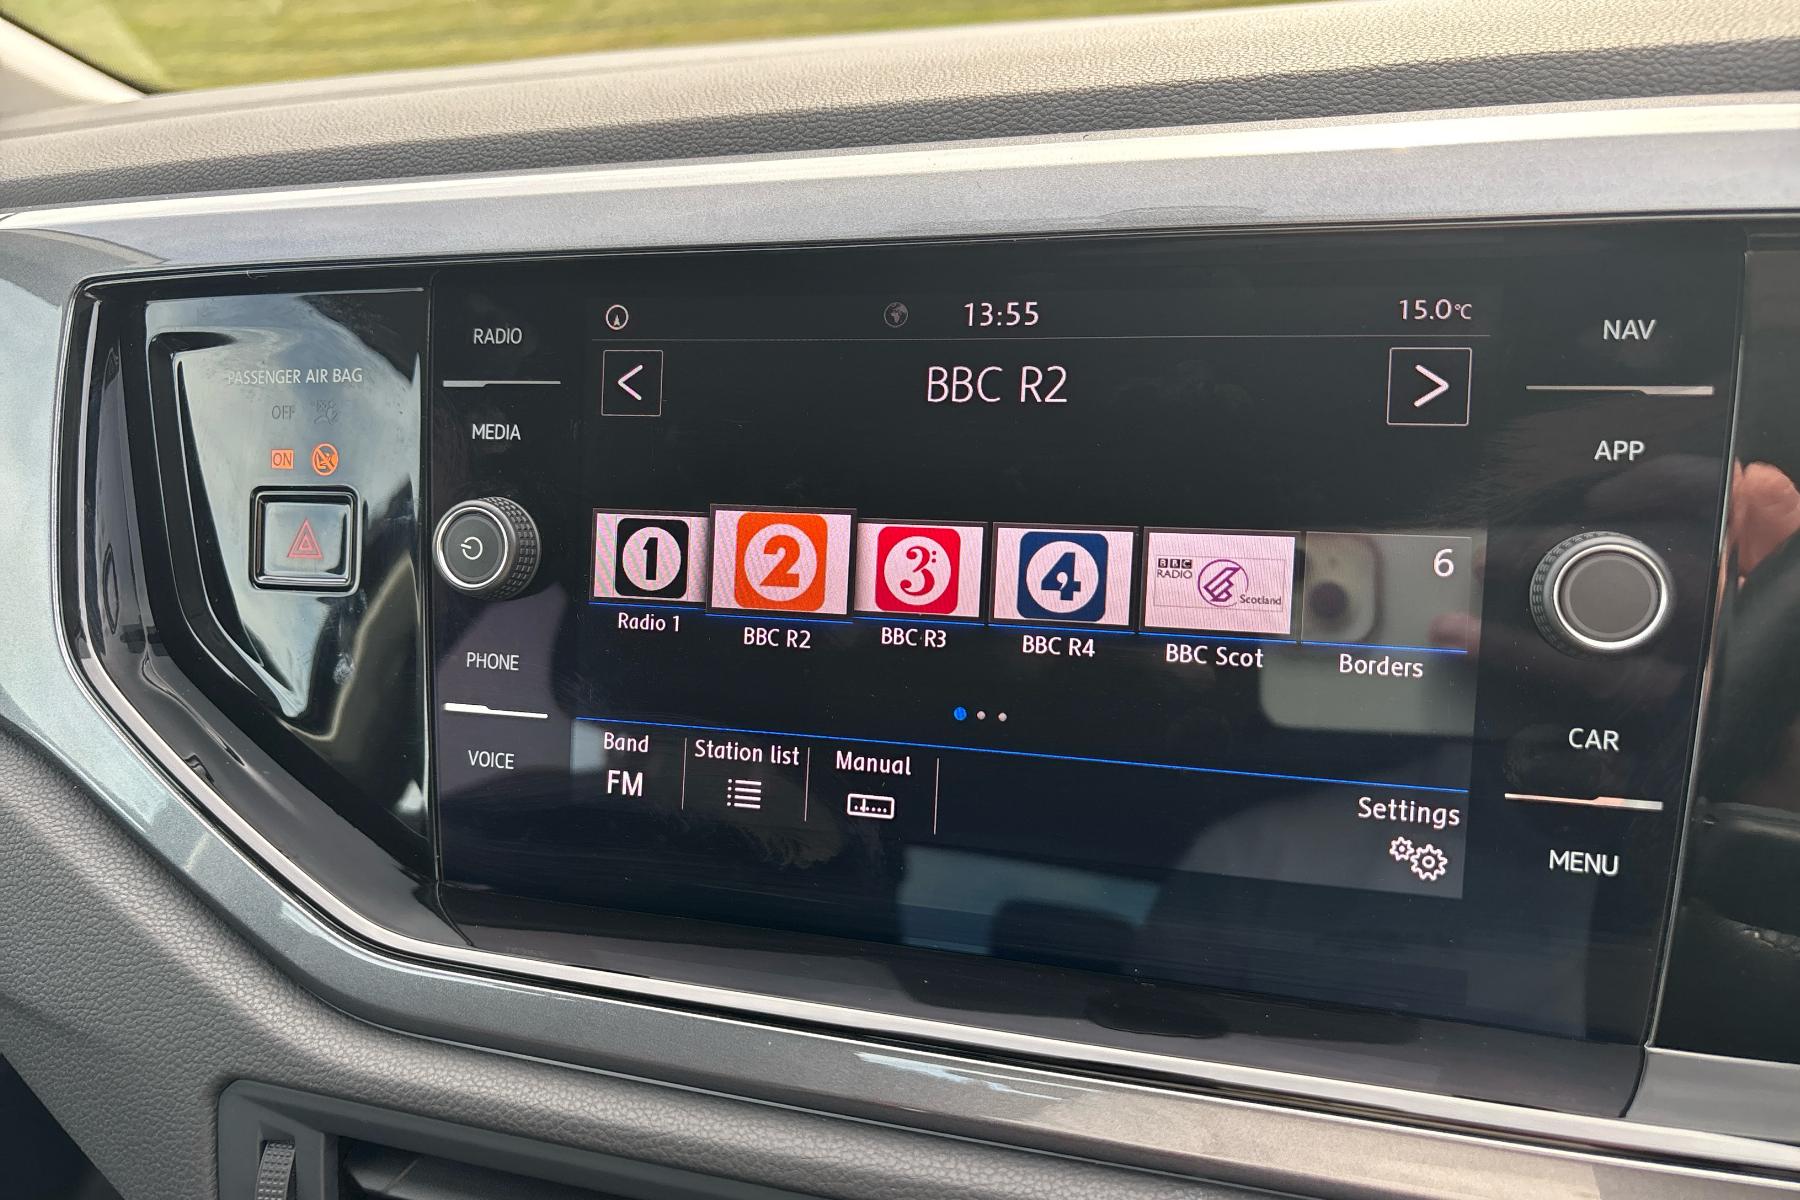 PASSENGER AIR BAG
OFF
ON
RADIO
MEDIA
PHONE
VOICE
13:55
15.0°C
<
BBC R2
>
1
2
3
4
BBC
RADIO
Scotland
6
Radio 1
BBC R2
BBC R3
BBC R4
BBC Scot
Borders
Band
FM
Station list
Manual
Settings
NAV
APP
CAR
MENU